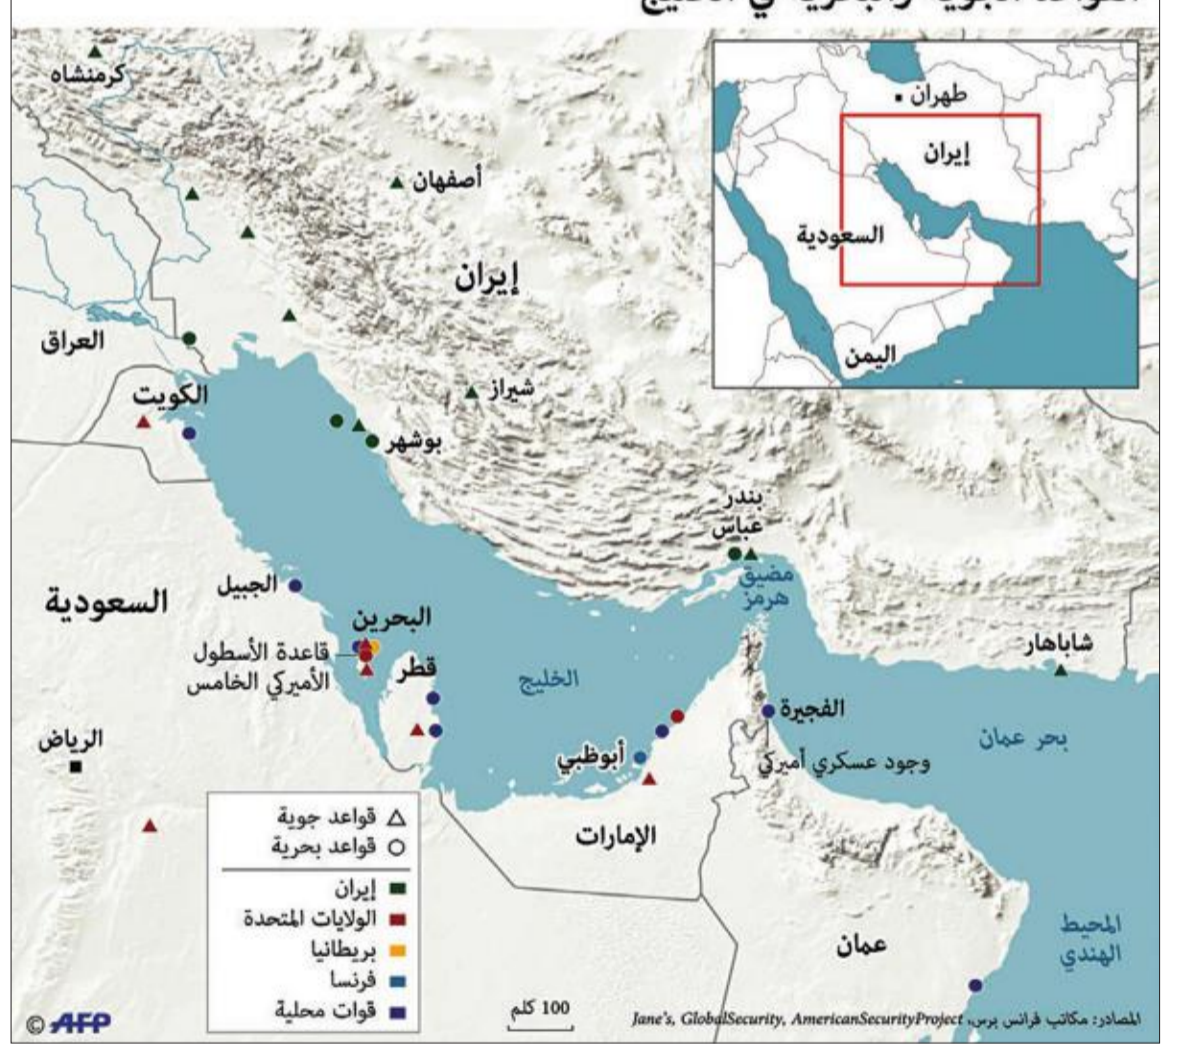 طهران
إيران
السعودية
اليمن
كرمنشاه
أصفهان
إيران
العراق
الكويت
شيراز
بوشهر
بندر
عباس
مضيق
هرمز
الجبيل
السعودية
البحرين
قاعدة الأسطول
الأميركي الخامس
قطر
الخليج
شاباهار
الفجيرة
بحر عمان
الرياض
أبوظبي
وجود عسكري أميركي
الإمارات
قواعد جوية
قواعد بحرية
إيران
الولايات المتحدة
بريطانيا
فرنسا
قوات محلية
عمان
المحيط
الهندي
100 كلم
المصادر: مكاتب فرانس برس، Jane's, GlobalSecurity, AmericanSecurityProject
© AFP